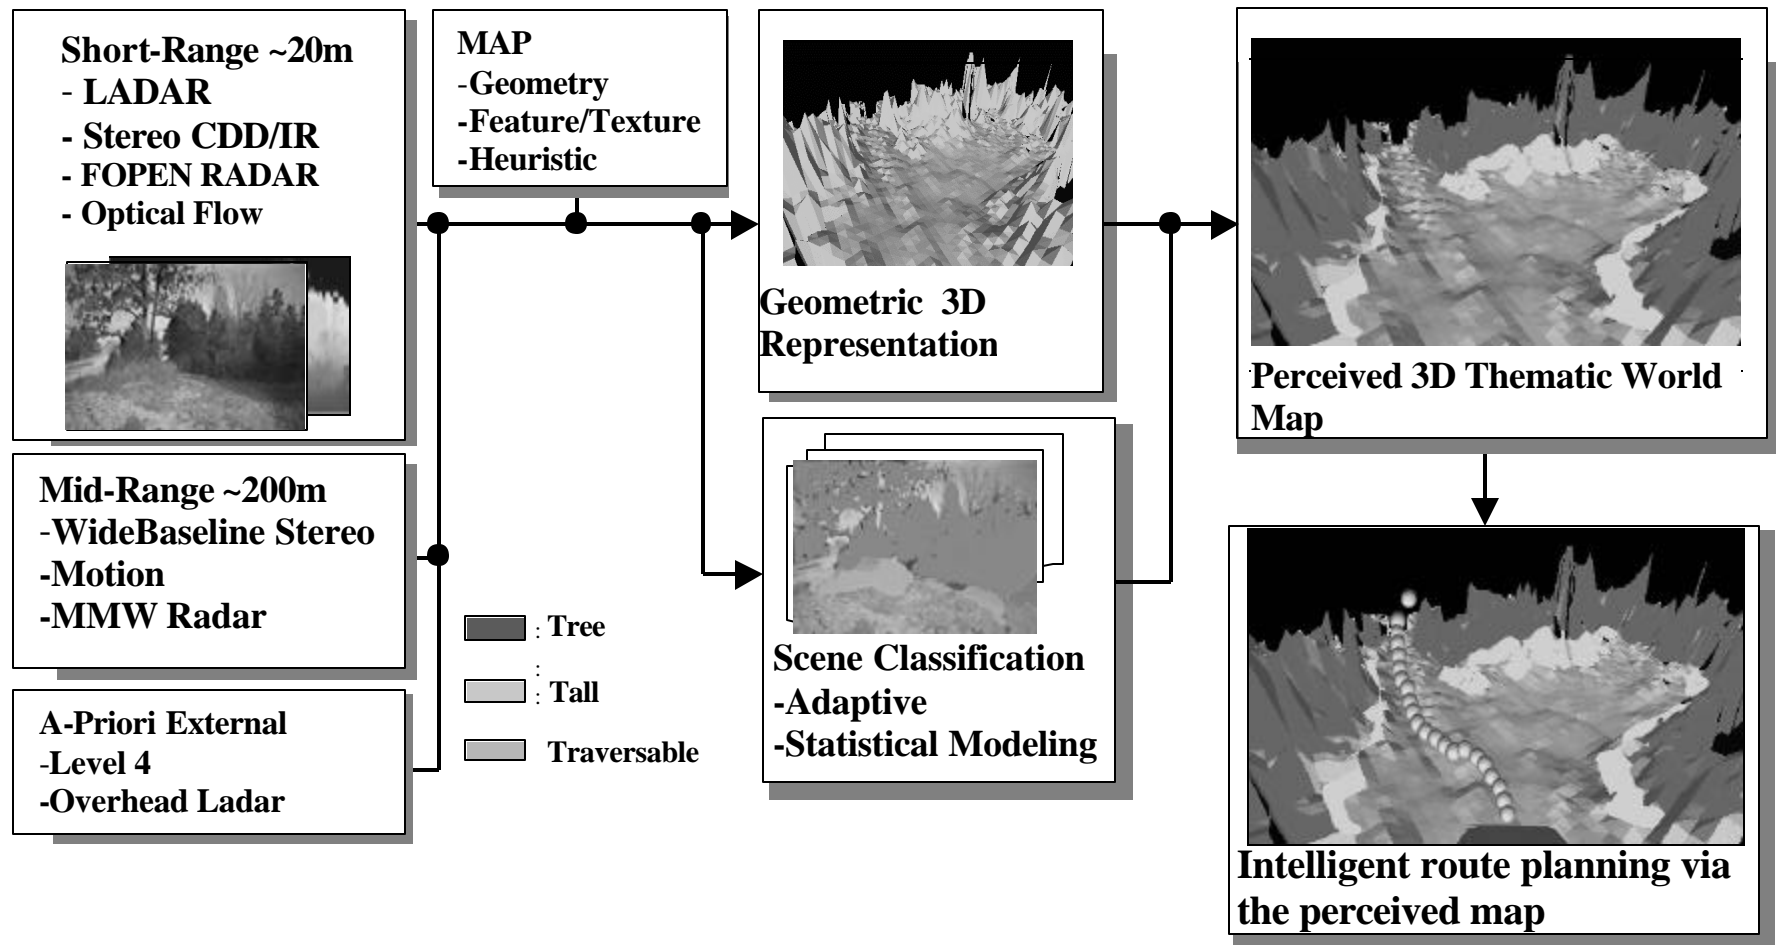 Short-Range ~20m
- LADAR
- Stereo CDD/IR
- FOPEN RADAR
- Optical Flow
MAP
-Geometry
-Feature/Texture
-Heuristic
Geometric 3D
Representation
Perceived 3D Thematic World
Map
Mid-Range ~200m
-WideBaseline Stereo
-Motion
-MMW Radar
A-Priori External
-Level 4
-Overhead Ladar
: Tree
:
: Tall
Traversable
Scene Classification
-Adaptive
-Statistical Modeling
Intelligent route planning via
the perceived map